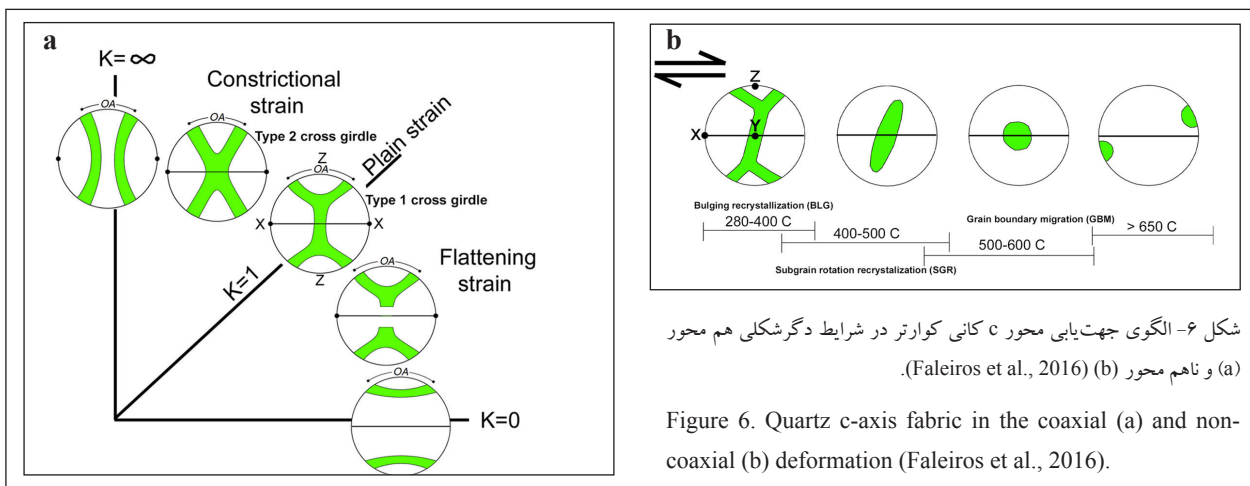 a
K=∞
Constrictional
strain
OA
OA
Type 2 cross girdle
Plain strain
Z
OA
Type 1 cross girdle
X
X
Z
K=1
Flattening
strain
OA
OA
K=0
b
Z
X
Y
Bulging recrystallization (BLG)
280-400 C
Grain boundary migration (GBM)
> 650 C
400-500 C
500-600 C
Subgrain rotation recrystalization (SGR)
شکل ۶- الگوی جهت‌یابی محور c کانی کوارتز در شرایط دگرشکلی هم محور
(a) و ناهم محور (b) (Faleiros et al., 2016).
Figure 6. Quartz c-axis fabric in the coaxial (a) and non-
coaxial (b) deformation (Faleiros et al., 2016).